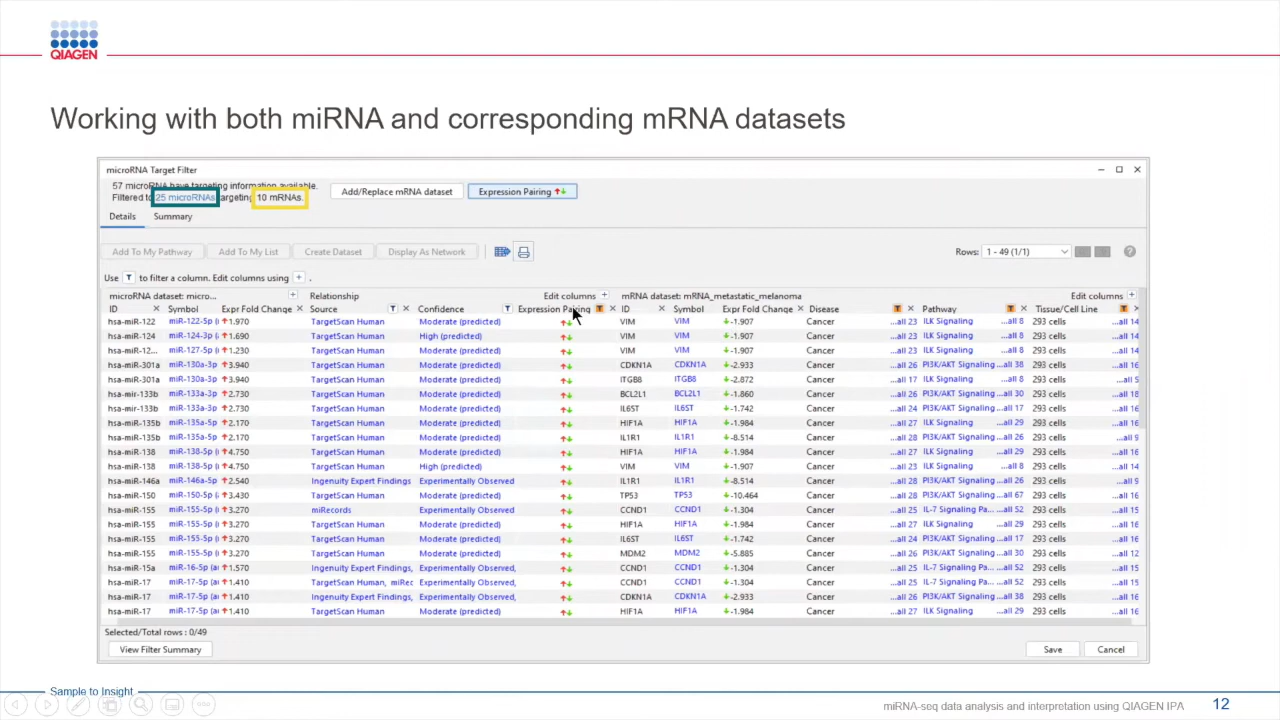 QIAGEN
Working with both miRNA and corresponding mRNA datasets
microRNA Target Filter
57 microRNA have targeting information available.
Filtered to 25 microRNAs targeting 10 mRNAs.
Add/Replace mRNA dataset
Expression Pairing
Details Summary
Add To My Pathway Add To My List Create Dataset Display As Network
Rows: 1 - 49 (1/1)
Use to filter a column. Edit columns using + .
microRNA dataset: micro... + Relationship Edit columns + mRNA dataset: mRNA_metastatic_melanoma Edit columns +
ID Symbol Expr Fold Change Source Confidence Expression Pairing ID Symbol Expr Fold Change Disease Pathway Tissue/Cell Line
hsa-miR-122 miR-122-5p ( ↑1.970 TargetScan Human Moderate (predicted) ↑↓ VIM VIM ↓-1.907 Cancer ...all 23 ILK Signaling ...all 8 293 cells ...all 14
hsa-miR-124 miR-124-3p ( ↑1.690 TargetScan Human High (predicted) ↑↓ VIM VIM ↓-1.907 Cancer ...all 23 ILK Signaling ...all 8 293 cells ...all 14
hsa-miR-12... miR-127-5p ( ↑1.230 TargetScan Human Moderate (predicted) ↑↓ VIM VIM ↓-1.907 Cancer ...all 23 ILK Signaling ...all 8 293 cells ...all 14
hsa-miR-301a miR-130a-3p ↑3.940 TargetScan Human Moderate (predicted) ↑↓ CDKN1A CDKN1A ↓-2.933 Cancer ...all 26 PI3K/AKT Signaling ...all 38 293 cells ...all 16
hsa-miR-301a miR-130a-3p ↑3.940 TargetScan Human Moderate (predicted) ↑↓ ITGB8 ITGB8 ↓-2.872 Cancer ...all 17 ILK Signaling ...all 8 293 cells ...all 5
hsa-mir-133b miR-133a-3p ↑2.730 TargetScan Human Moderate (predicted) ↑↓ BCL2L1 BCL2L1 ↓-1.860 Cancer ...all 26 PI3K/AKT Signaling ...all 30 293 cells ...all 18
hsa-mir-133b miR-133a-3p ↑2.730 TargetScan Human Moderate (predicted) ↑↓ IL6ST IL6ST ↓-1.742 Cancer ...all 24 PI3K/AKT Signaling ...all 17 293 cells ...all 16
hsa-miR-135b miR-135a-5p ↑2.170 TargetScan Human Moderate (predicted) ↑↓ HIF1A HIF1A ↓-1.984 Cancer ...all 27 ILK Signaling ...all 29 293 cells ...all 16
hsa-miR-135b miR-135a-5p ↑2.170 TargetScan Human Moderate (predicted) ↑↓ IL1R1 IL1R1 ↓-8.514 Cancer ...all 28 PI3K/AKT Signaling ...all 26 293 cells ...all 9
hsa-miR-138 miR-138-5p ( ↑4.750 TargetScan Human Moderate (predicted) ↑↓ HIF1A HIF1A ↓-1.984 Cancer ...all 27 ILK Signaling ...all 29 293 cells ...all 16
hsa-miR-138 miR-138-5p ( ↑4.750 TargetScan Human High (predicted) ↑↓ VIM VIM ↓-1.907 Cancer ...all 23 ILK Signaling ...all 8 293 cells ...all 14
hsa-miR-146a miR-146a-5p ↑2.540 Ingenuity Expert Findings Experimentally Observed ↑↓ IL1R1 IL1R1 ↓-8.514 Cancer ...all 28 PI3K/AKT Signaling ...all 26 293 cells ...all 9
hsa-miR-150 miR-150-5p ( ↑3.430 TargetScan Human Moderate (predicted) ↑↓ TP53 TP53 ↓-10.464 Cancer ...all 28 PI3K/AKT Signaling ...all 67 293 cells ...all 16
hsa-miR-155 miR-155-5p ( ↑3.270 miRecords Experimentally Observed ↑↓ CCND1 CCND1 ↓-1.304 Cancer ...all 25 IL-7 Signaling Pa... ...all 52 293 cells ...all 15
hsa-miR-155 miR-155-5p ( ↑3.270 TargetScan Human Moderate (predicted) ↑↓ HIF1A HIF1A ↓-1.984 Cancer ...all 27 ILK Signaling ...all 29 293 cells ...all 16
hsa-miR-155 miR-155-5p ( ↑3.270 TargetScan Human Moderate (predicted) ↑↓ IL6ST IL6ST ↓-1.742 Cancer ...all 24 PI3K/AKT Signaling ...all 17 293 cells ...all 16
hsa-miR-155 miR-155-5p ( ↑3.270 TargetScan Human Moderate (predicted) ↑↓ MDM2 MDM2 ↓-5.885 Cancer ...all 26 PI3K/AKT Signaling ...all 30 293 cells ...all 12
hsa-miR-15a miR-16-5p (a ↑1.570 Ingenuity Expert Findings, Experimentally Observed, ↑↓ CCND1 CCND1 ↓-1.304 Cancer ...all 25 IL-7 Signaling Pa... ...all 52 293 cells ...all 15
hsa-miR-17 miR-17-5p (a ↑1.410 TargetScan Human, miRec Experimentally Observed, ↑↓ CCND1 CCND1 ↓-1.304 Cancer ...all 25 IL-7 Signaling Pa... ...all 52 293 cells ...all 15
hsa-miR-17 miR-17-5p (a ↑1.410 Ingenuity Expert Findings, Experimentally Observed, ↑↓ CDKN1A CDKN1A ↓-2.933 Cancer ...all 26 PI3K/AKT Signaling ...all 38 293 cells ...all 16
hsa-miR-17 miR-17-5p (a ↑1.410 TargetScan Human Moderate (predicted) ↑↓ HIF1A HIF1A ↓-1.984 Cancer ...all 27 ILK Signaling ...all 29 293 cells ...all 16
Selected/Total rows : 0/49
View Filter Summary Save Cancel
Sample to Insight
miRNA-seq data analysis and interpretation using QIAGEN IPA 12